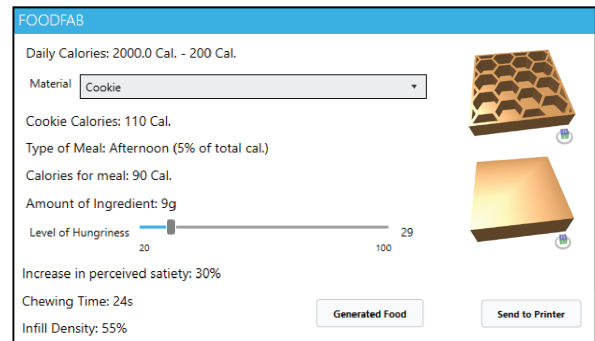 FOODFAB
Daily Calories: 2000.0 Cal. - 200 Cal.
Material Cookie
Cookie Calories: 110 Cal.
Type of Meal: Afternoon (5% of total cal.)
Calories for meal: 90 Cal.
Amount of Ingredient: 9g
Level of Hungriness 29
20 100
Increase in perceived satiety: 30%
Chewing Time: 24s
Infill Density: 55%
Generated Food
Send to Printer